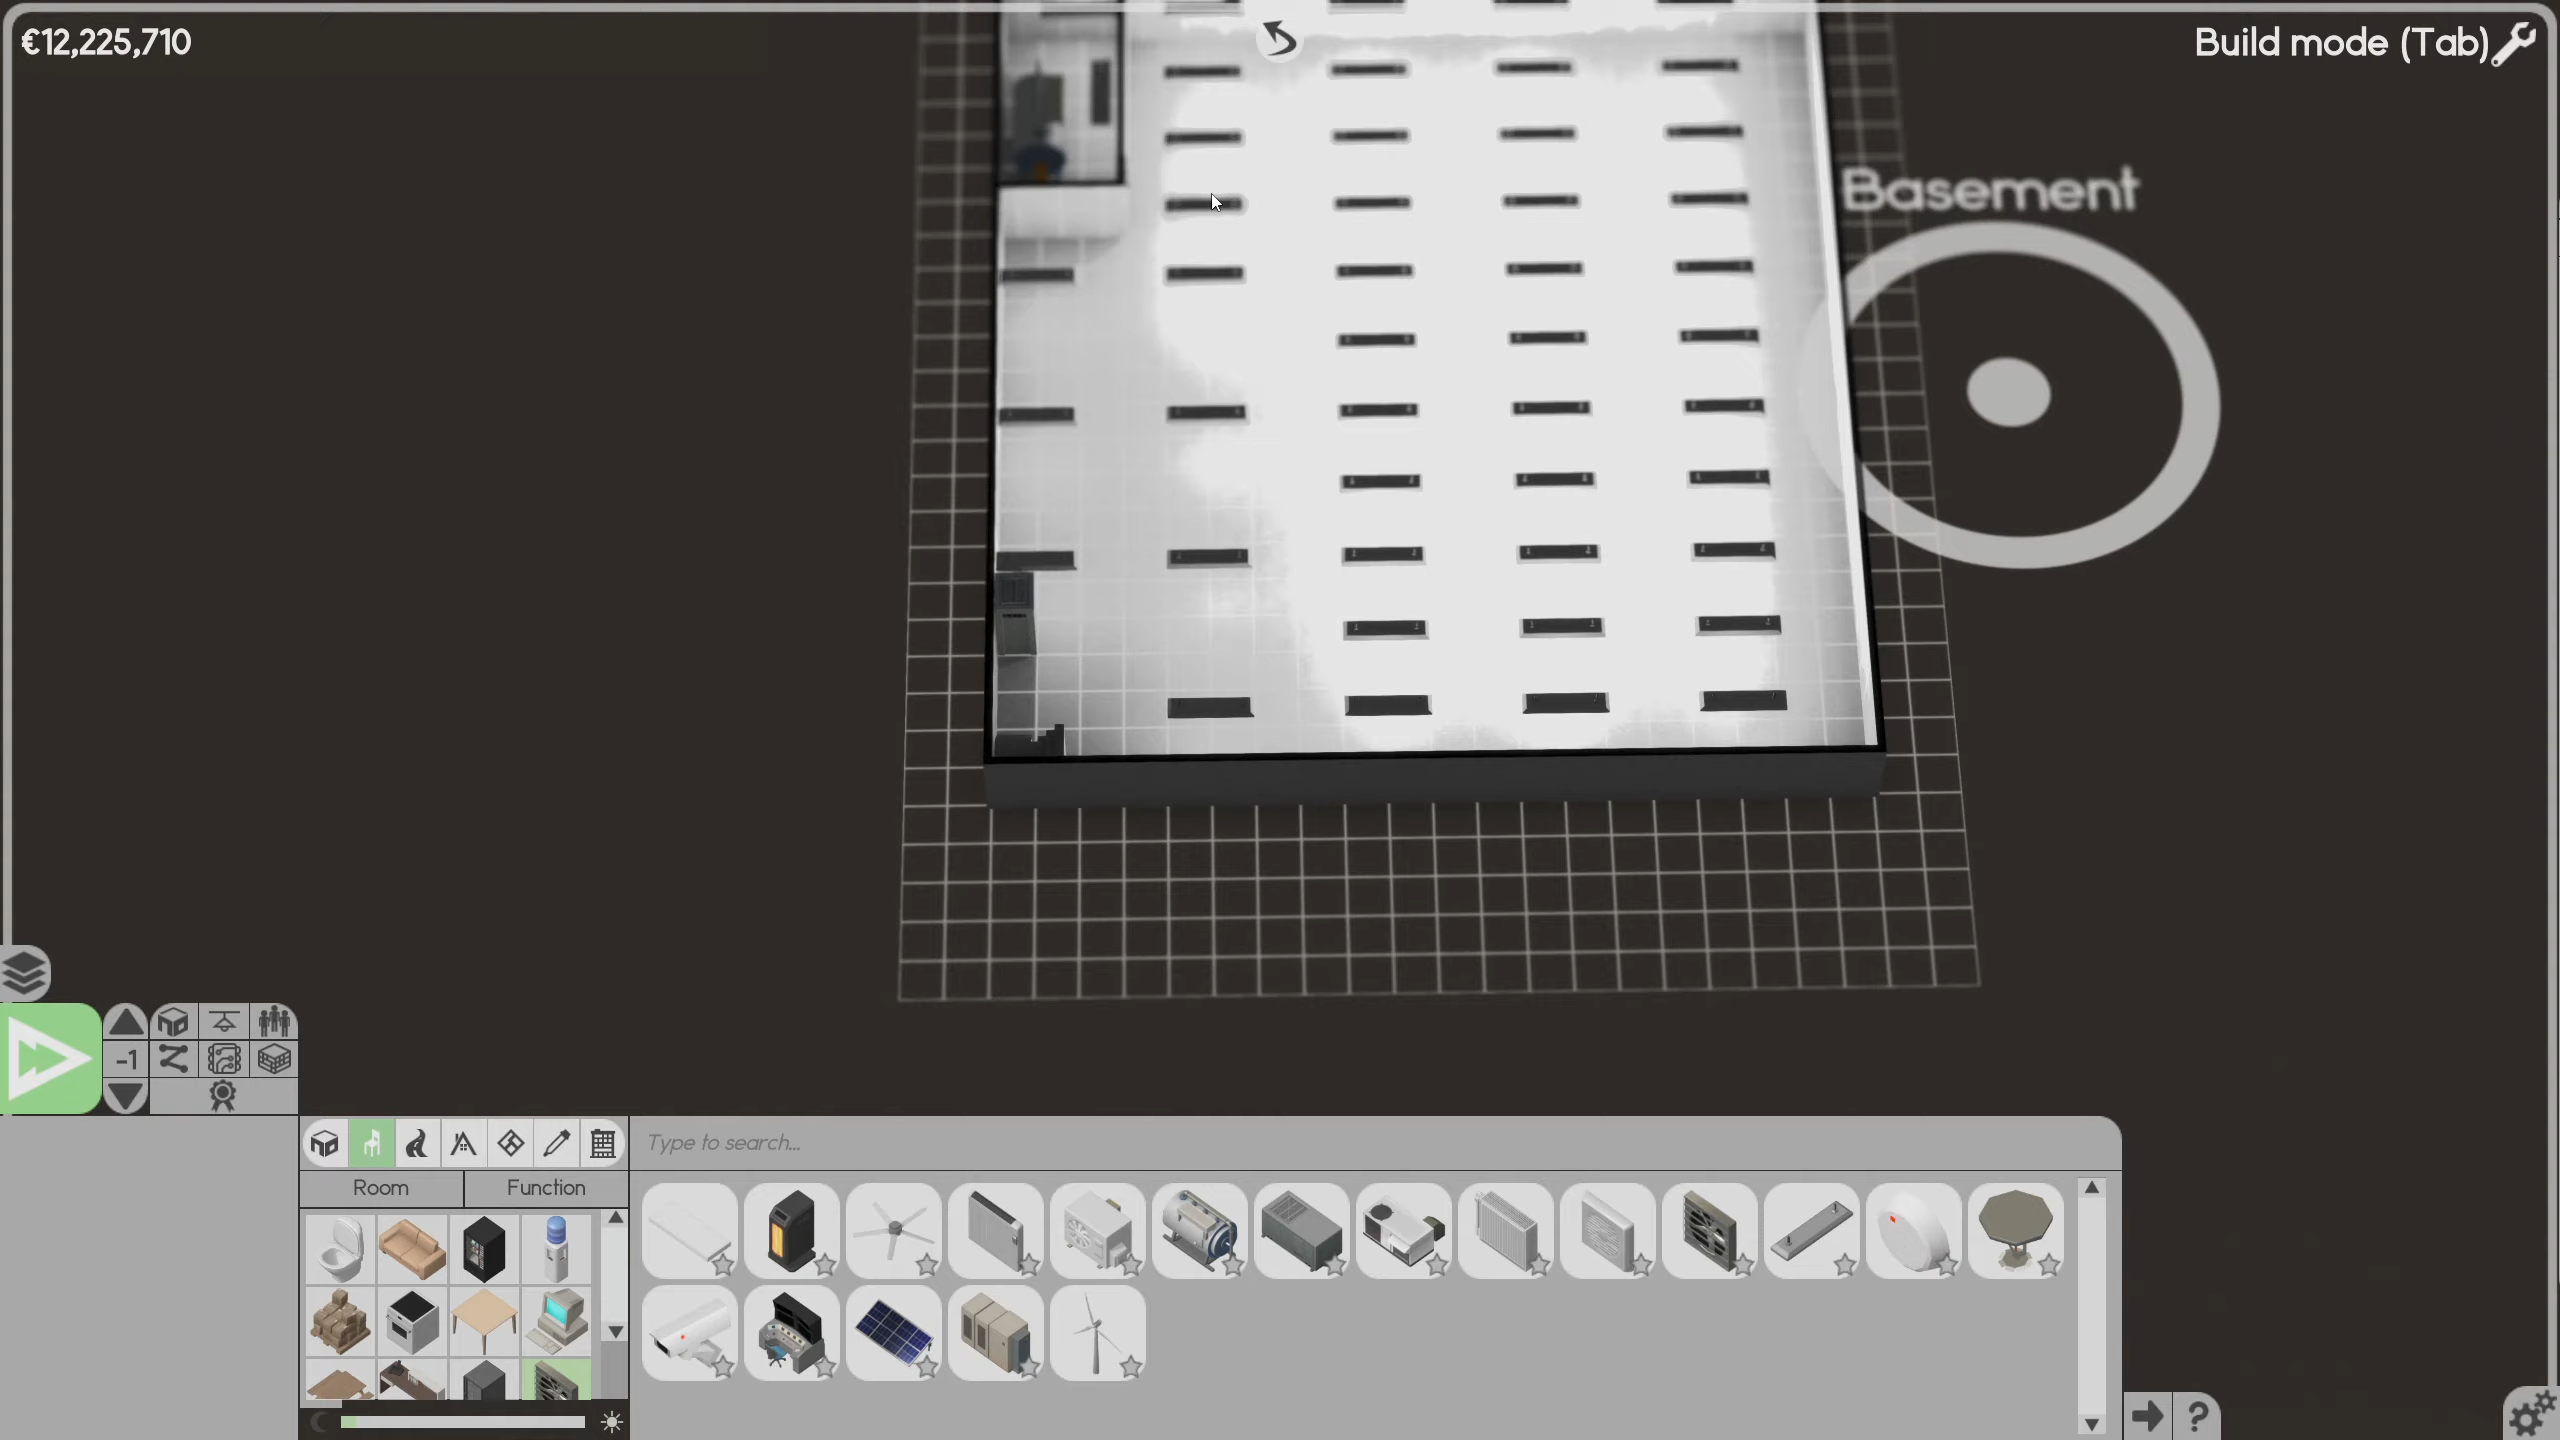 €12,225,710
Build mode (Tab)
Basement
-1
Type to search...
Room
Function
?